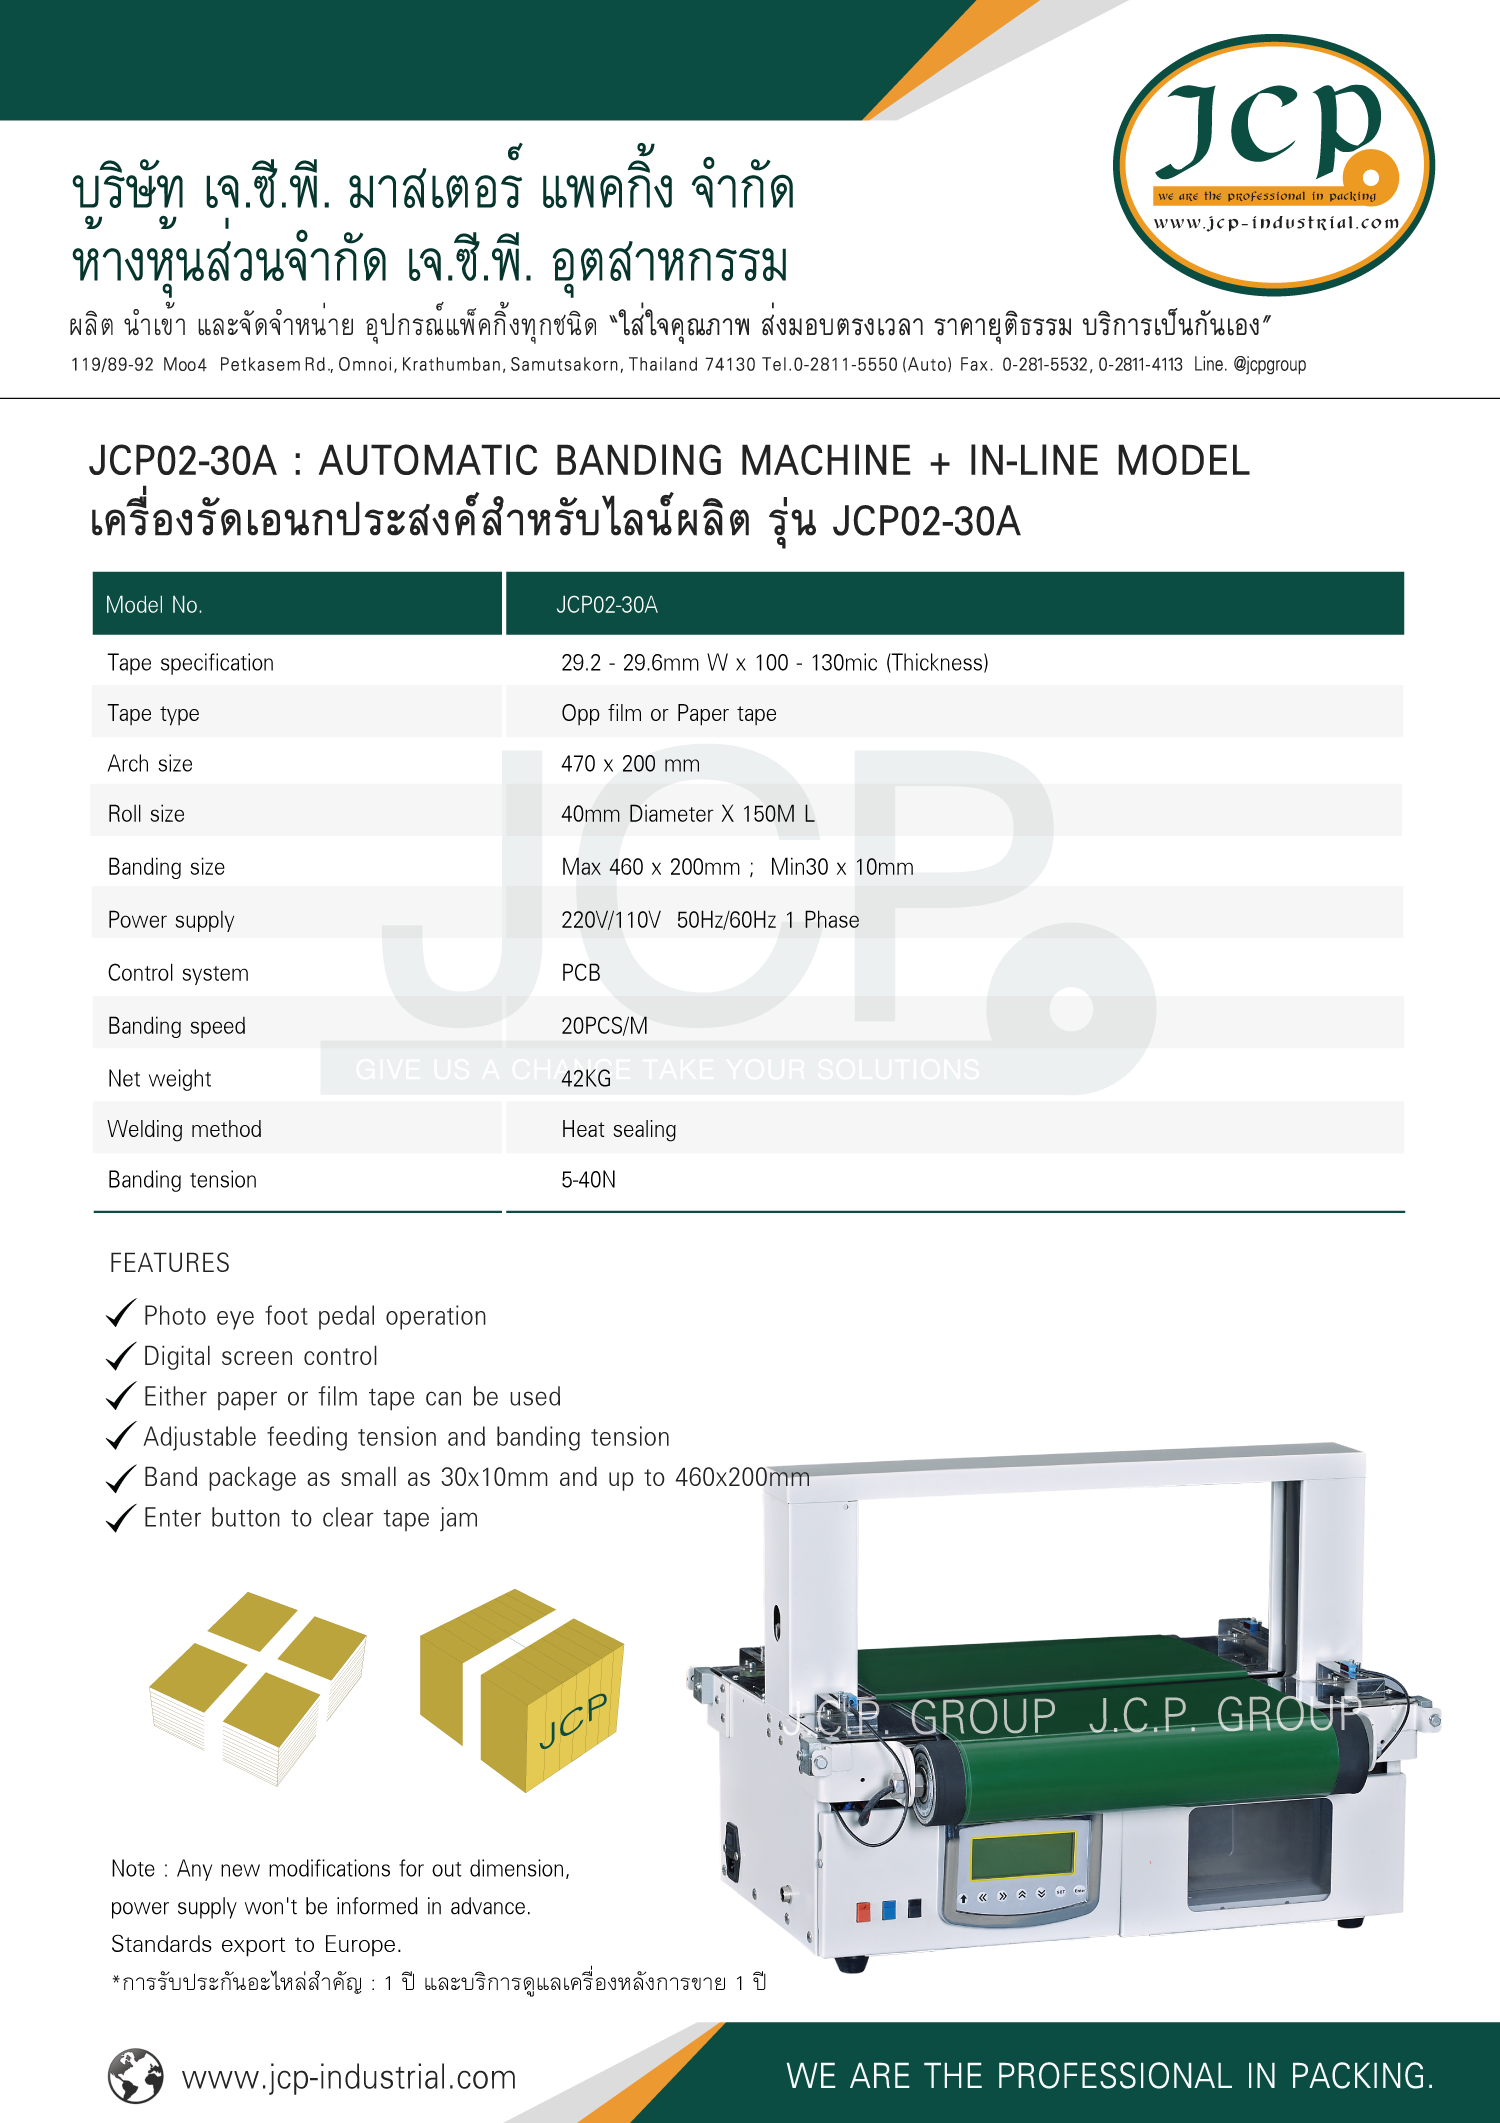 JCP
we are the professional in packing
www.jcp-industrial.com
บริษัท เจ.ซี.พี. มาสเตอร์ แพคกิ้ง จำกัด
ห้างหุ้นส่วนจำกัด เจ.ซี.พี. อุตสาหกรรม
ผลิต นำเข้า และจัดจำหน่าย อุปกรณ์แพ็คกิ้งทุกชนิด "ใส่ใจคุณภาพ ส่งมอบตรงเวลา ราคายุติธรรม บริการเป็นกันเอง"
119/89-92 Moo4 Petkasem Rd., Omnoi, Krathumban, Samutsakorn, Thailand 74130 Tel.0-2811-5550 (Auto) Fax. 0-281-5532, 0-2811-4113 Line. @jcpgroup
JCP02-30A : AUTOMATIC BANDING MACHINE + IN-LINE MODEL
เครื่องรัดเอนกประสงค์สำหรับไลน์ผลิต รุ่น JCP02-30A
Model No. JCP02-30A
Tape specification 29.2 - 29.6mm W x 100 - 130mic (Thickness)
Tape type Opp film or Paper tape
Arch size 470 x 200 mm
Roll size 40mm Diameter X 150M L
Banding size Max 460 x 200mm ; Min30 x 10mm
Power supply 220V/110V 50Hz/60Hz 1 Phase
Control system PCB
Banding speed 20PCS/M
Net weight 42KG
Welding method Heat sealing
Banding tension 5-40N
JCP
GIVE US A CHANGE TAKE YOUR SOLUTIONS
FEATURES
Photo eye foot pedal operation
Digital screen control
Either paper or film tape can be used
Adjustable feeding tension and banding tension
Band package as small as 30x10mm and up to 460x200mm
Enter button to clear tape jam
JCP
J.C.P. GROUP J.C.P. GROUP
SET
Enter
Note : Any new modifications for out dimension,
power supply won't be informed in advance.
Standards export to Europe.
*การรับประกันอะไหล่สำคัญ : 1 ปี และบริการดูแลเครื่องหลังการขาย 1 ปี
www.jcp-industrial.com
WE ARE THE PROFESSIONAL IN PACKING.